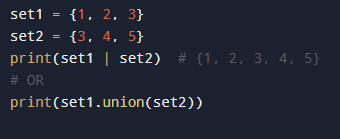 set1 = {1, 2, 3}
set2 = {3, 4, 5}
print(set1 | set2)  # {1, 2, 3, 4, 5}
# OR
print(set1.union(set2))